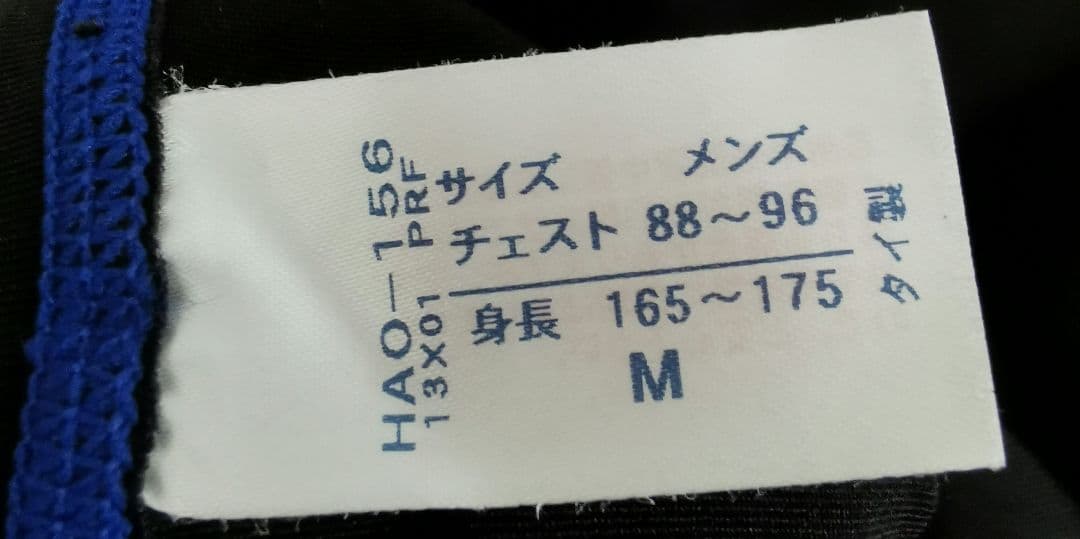 サイズ メンズ
チェスト 88～96
身長 165～175
M
HAO－156
13X01 PRF
タイ製